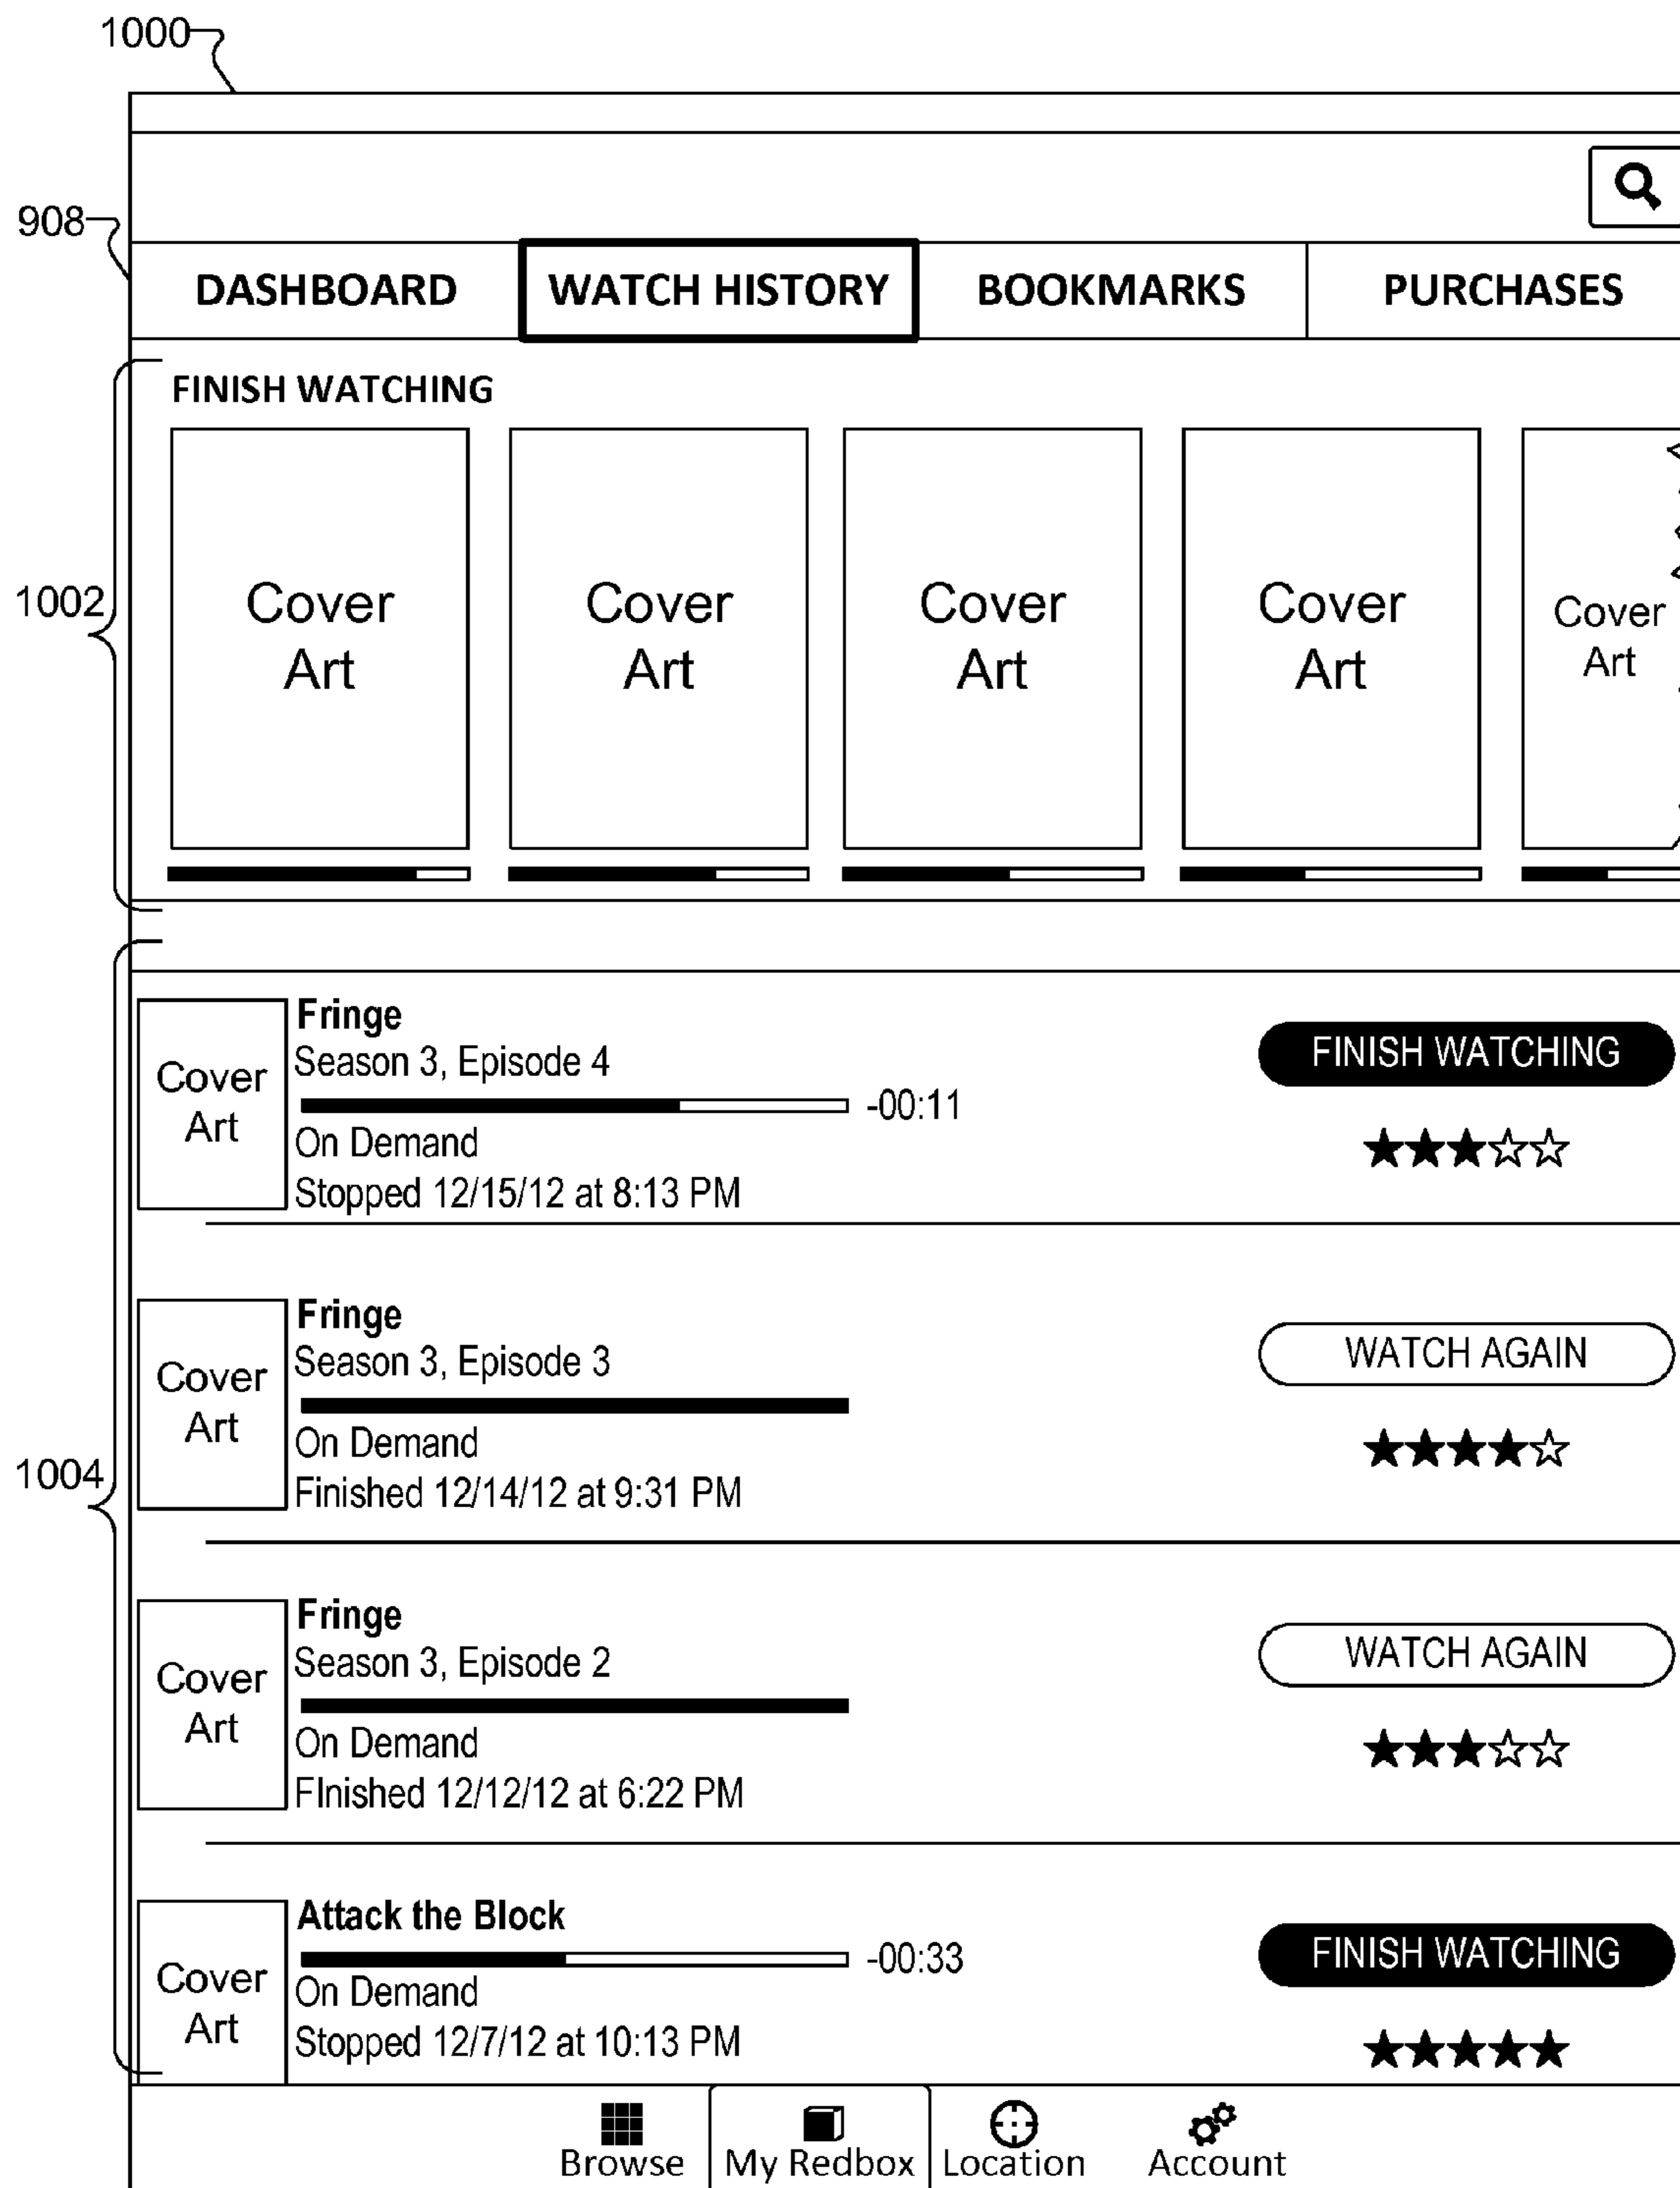 1000
908
DASHBOARD WATCH HISTORY BOOKMARKS PURCHASES
1002
FINISH WATCHING
Cover Art
Cover Art
Cover Art
Cover Art
Cover Art
1004
Cover Art
Fringe
Season 3, Episode 4
-00:11
On Demand
Stopped 12/15/12 at 8:13 PM
FINISH WATCHING
Cover Art
Fringe
Season 3, Episode 3
On Demand
Finished 12/14/12 at 9:31 PM
WATCH AGAIN
Cover Art
Fringe
Season 3, Episode 2
On Demand
FInished 12/12/12 at 6:22 PM
WATCH AGAIN
Cover Art
Attack the Block
-00:33
On Demand
Stopped 12/7/12 at 10:13 PM
FINISH WATCHING
Browse My Redbox Location Account